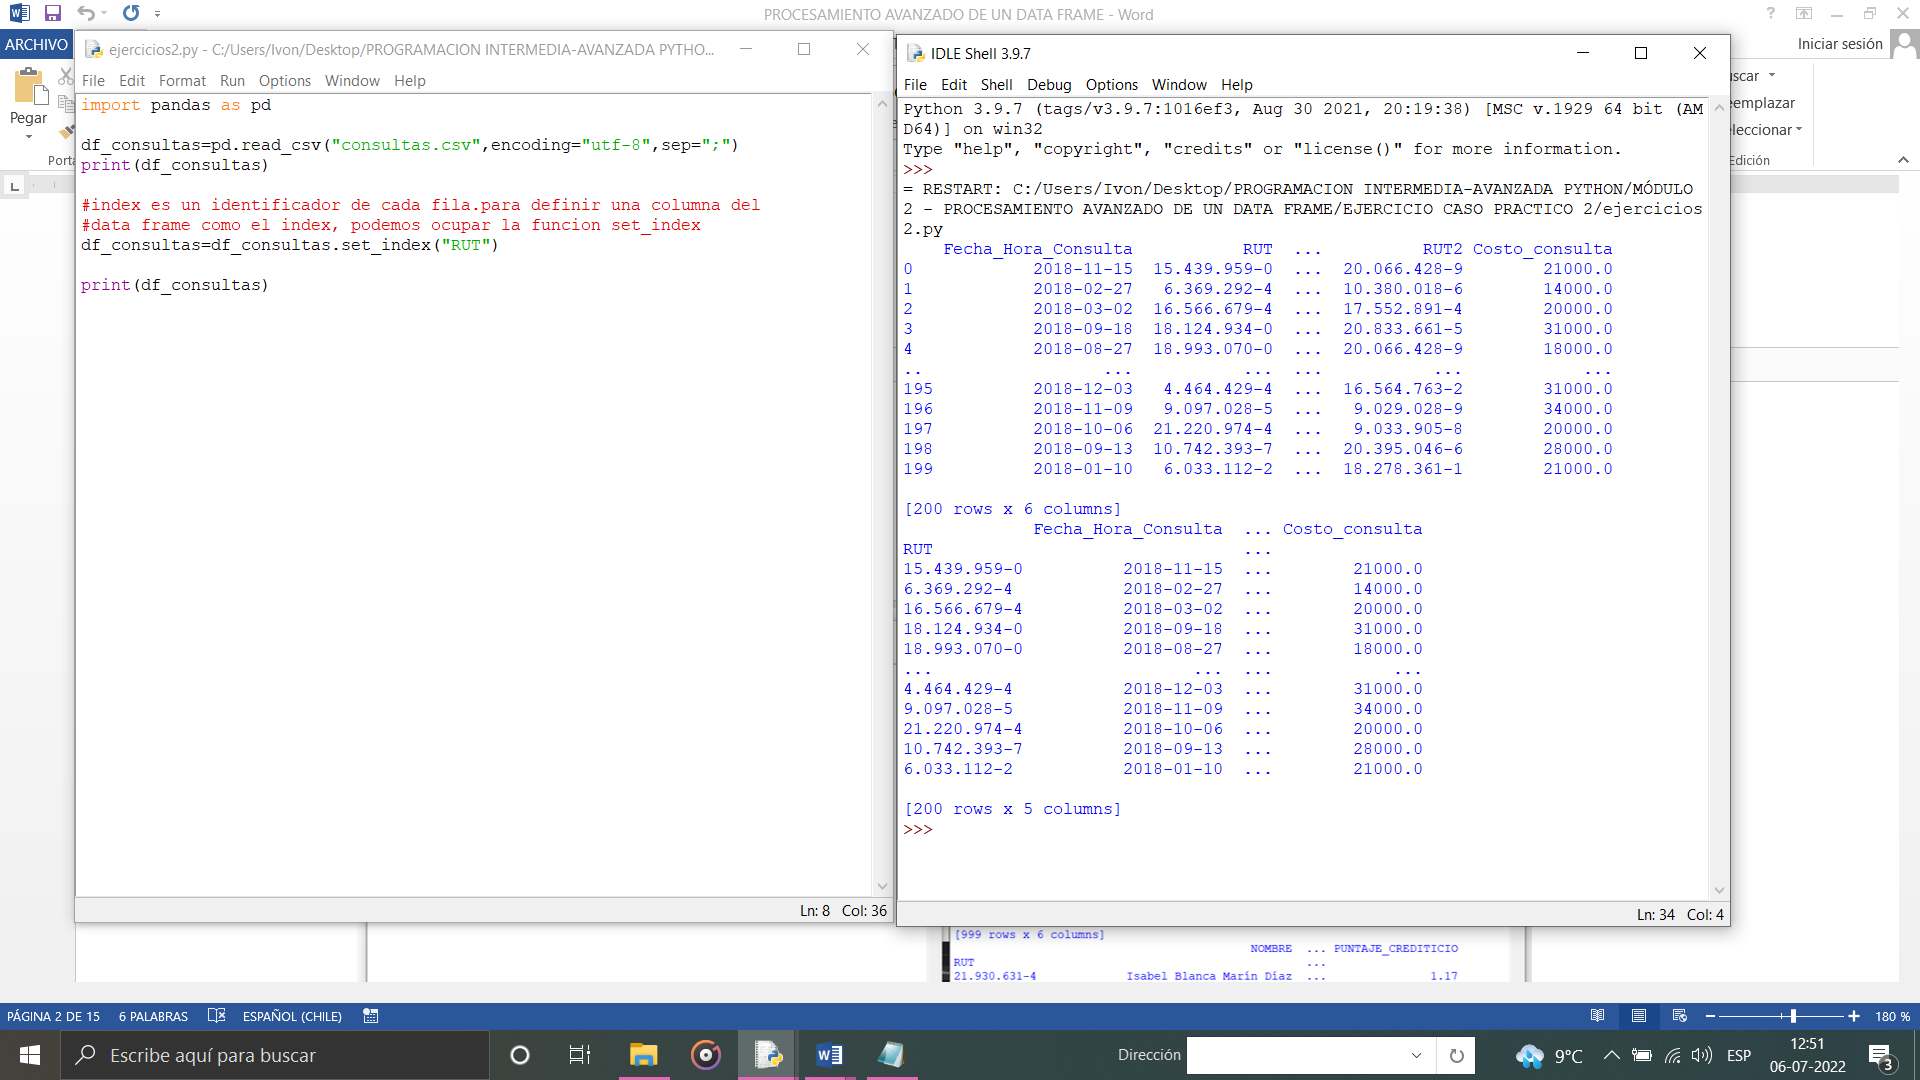 PROCESAMIENTO AVANZADO DE UN DATA FRAME - Word
ARCHIVO
Iniciar sesión
Pegar
Porta
uscar
eemplazar
eleccionar
Edición
ejercicios2.py - C:/Users/Ivon/Desktop/PROGRAMACION INTERMEDIA-AVANZADA PYTHO...
File Edit Format Run Options Window Help
import pandas as pd
df_consultas=pd.read_csv("consultas.csv",encoding="utf-8",sep=";")
print(df_consultas)
#index es un identificador de cada fila.para definir una columna del
#data frame como el index, podemos ocupar la funcion set_index
df_consultas=df_consultas.set_index("RUT")
print(df_consultas)
Ln: 8 Col: 36
IDLE Shell 3.9.7
File Edit Shell Debug Options Window Help
Python 3.9.7 (tags/v3.9.7:1016ef3, Aug 30 2021, 20:19:38) [MSC v.1929 64 bit (AM
D64)] on win32
Type "help", "copyright", "credits" or "license()" for more information.
>>>
= RESTART: C:/Users/Ivon/Desktop/PROGRAMACION INTERMEDIA-AVANZADA PYTHON/MÓDULO
2 - PROCESAMIENTO AVANZADO DE UN DATA FRAME/EJERCICIO CASO PRACTICO 2/ejercicios
2.py
Fecha_Hora_Consulta RUT ... RUT2 Costo_consulta
0 2018-11-15 15.439.959-0 ... 20.066.428-9 21000.0
1 2018-02-27 6.369.292-4 ... 10.380.018-6 14000.0
2 2018-03-02 16.566.679-4 ... 17.552.891-4 20000.0
3 2018-09-18 18.124.934-0 ... 20.833.661-5 31000.0
4 2018-08-27 18.993.070-0 ... 20.066.428-9 18000.0
.. ... ... ... ... ...
195 2018-12-03 4.464.429-4 ... 16.564.763-2 31000.0
196 2018-11-09 9.097.028-5 ... 9.029.028-9 34000.0
197 2018-10-06 21.220.974-4 ... 9.033.905-8 20000.0
198 2018-09-13 10.742.393-7 ... 20.395.046-6 28000.0
199 2018-01-10 6.033.112-2 ... 18.278.361-1 21000.0
[200 rows x 6 columns]
Fecha_Hora_Consulta ... Costo_consulta
RUT ...
15.439.959-0 2018-11-15 ... 21000.0
6.369.292-4 2018-02-27 ... 14000.0
16.566.679-4 2018-03-02 ... 20000.0
18.124.934-0 2018-09-18 ... 31000.0
18.993.070-0 2018-08-27 ... 18000.0
... ... ... ...
4.464.429-4 2018-12-03 ... 31000.0
9.097.028-5 2018-11-09 ... 34000.0
21.220.974-4 2018-10-06 ... 20000.0
10.742.393-7 2018-09-13 ... 28000.0
6.033.112-2 2018-01-10 ... 21000.0
[200 rows x 5 columns]
>>>
Ln: 34 Col: 4
[999 rows x 6 columns]
NOMBRE ... PUNTAJE_CREDITICIO
RUT ...
21.930.631-4 Isabel Blanca Marín Díaz ... 1.17
PÁGINA 2 DE 15 6 PALABRAS ESPAÑOL (CHILE) 180 %
Escribe aquí para buscar
Dirección
9°C
ESP
12:51
06-07-2022
3